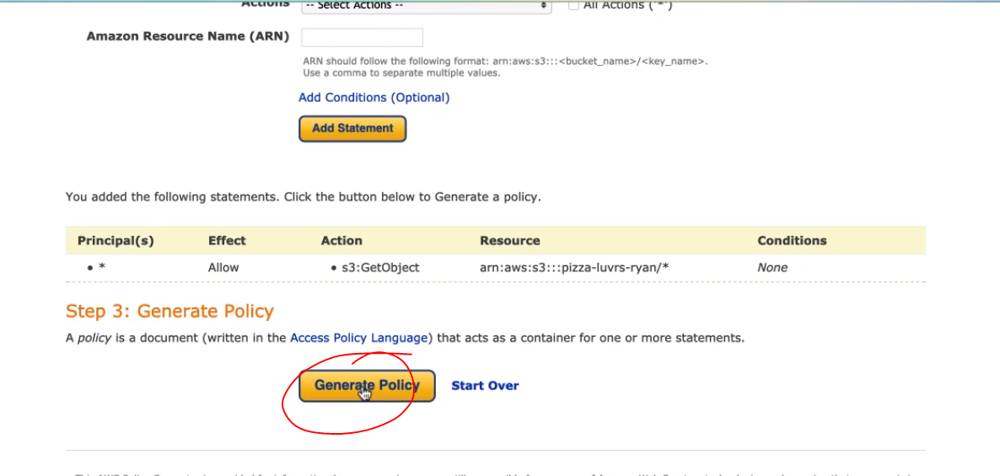 Actions -- Select Actions -- All Actions ('*')
Amazon Resource Name (ARN)
ARN should follow the following format: arn:aws:s3:::<bucket_name>/<key_name>.
Use a comma to separate multiple values.
Add Conditions (Optional)
Add Statement
You added the following statements. Click the button below to Generate a policy.
Principal(s) Effect Action Resource Conditions
• * Allow • s3:GetObject arn:aws:s3:::pizza-luvrs-ryan/* None
Step 3: Generate Policy
A policy is a document (written in the Access Policy Language) that acts as a container for one or more statements.
Generate Policy Start Over